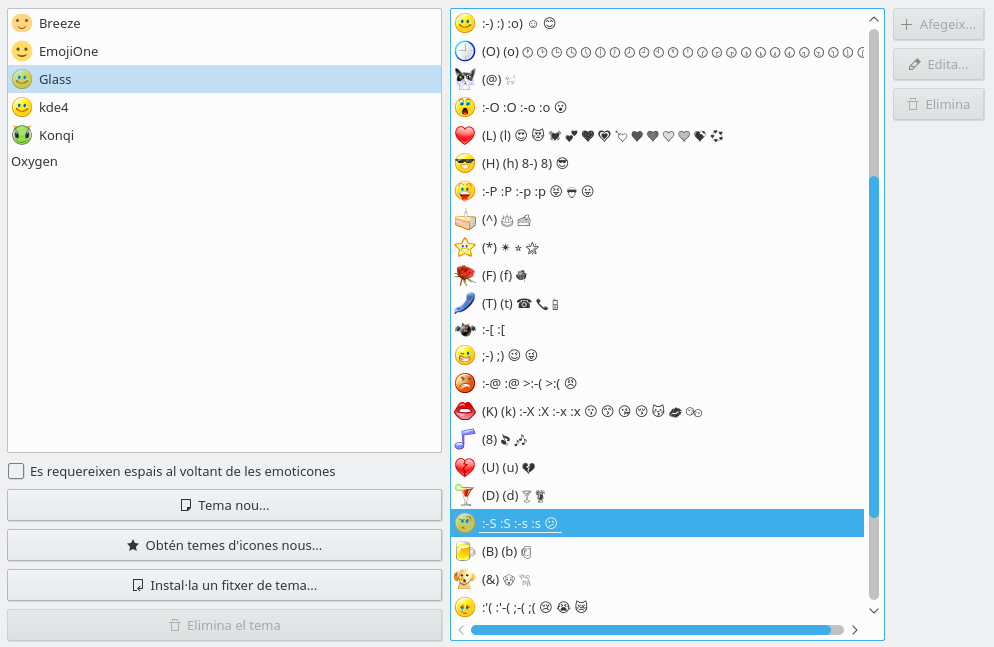 Breeze
EmojiOne
Glass
kde4
Konqi
Oxygen
Es requereixen espais al voltant de les emoticones
Tema nou...
Obtén temes d'icones nous...
Instal·la un fitxer de tema...
Elimina el tema
:-) :) :o) ☺ 😊
(O) (o) 🕐 🕑 🕒 🕓 🕔 🕕 🕖 🕗 🕘 🕙 🕚 🕛
(@) 🐈
:-O :O :-o :o 😮
(L) (l) 😍 😻 💓 💕 💖 💗 💘
(H) (h) 8-) 8) 😎
:-P :P :-p :p 😝 😛
(^) 🎂 🍰
(*) ✴ ⭐ 🌟
(F) (f) 🌹
(T) (t) ☎ 📞 📱
:-[ :[
;-) ;) 😉 😜
:-@ :@ >:-( >:( 😠
(K) (k) :-X :X :-x :x 😗 😙 😘 😚 😽 💋 💏
(8) 🎵 🎶
(U) (u) 💔
(D) (d) 🍸 🍹
:-S :S :-s :s 😕
(B) (b) 🍺
(&) 🐶 🐩
:'( :'-( ;-( ;( 😢 😭 😿
Afegeix...
Edita...
Elimina